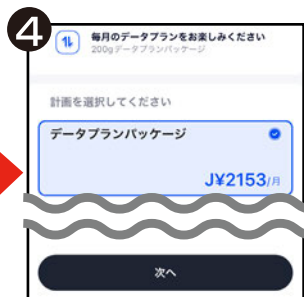 4
毎月のデータプランをお楽しみください
200gデータプランパッケージ
計画を選択してください
データプランパッケージ
J¥2153/月
次へ